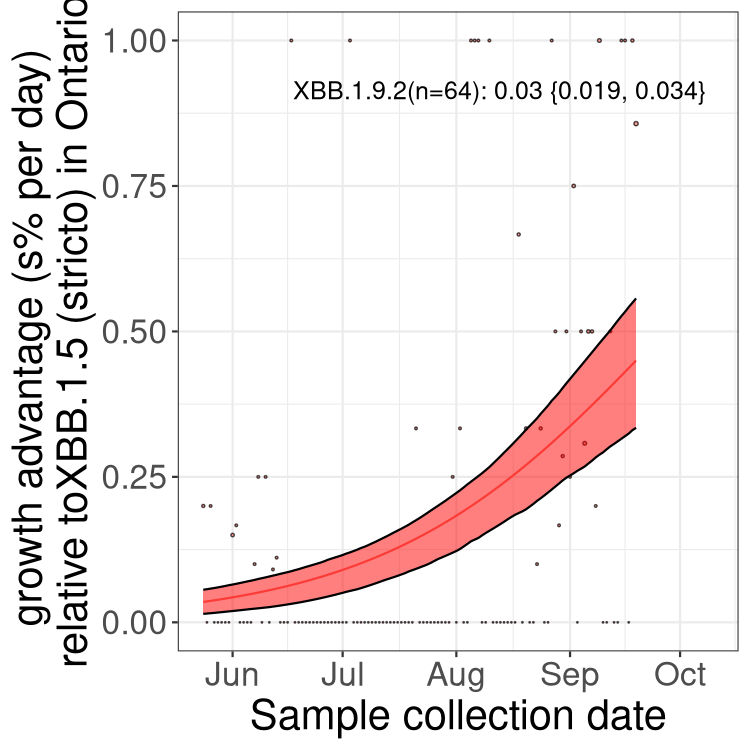 growth advantage (s% per day)
relative toXBB.1.5 (stricto) in Ontario
1.00
0.75
0.50
0.25
0.00
XBB.1.9.2(n=64): 0.03 {0.019, 0.034}
Jun Jul Aug Sep Oct
Sample collection date